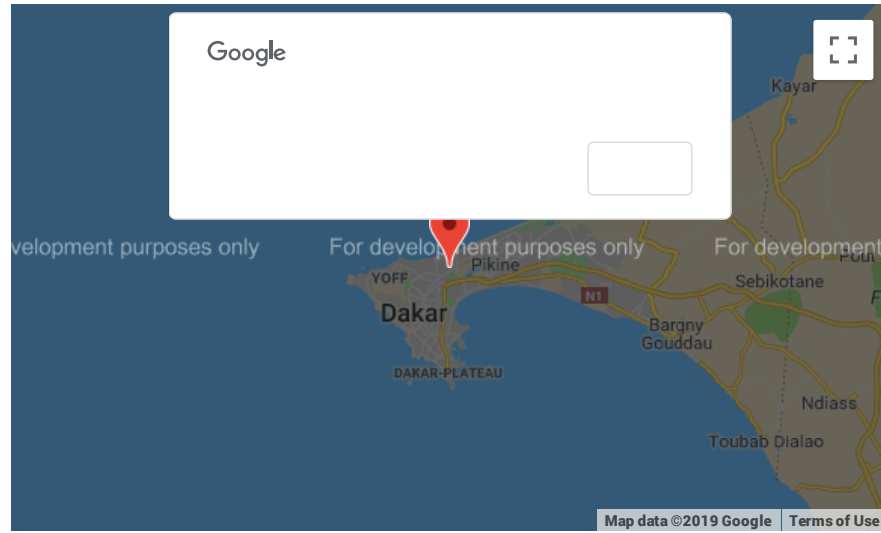 Google
Kayar
velopment purposes only
For development purposes only
For development
Pikine
YOFF
Sebikotane
N1
Dakar
Bargny
Gouddau
DAKAR-PLATEAU
Ndiass
Toubab Dialao
Map data ©2019 Google
Terms of Use